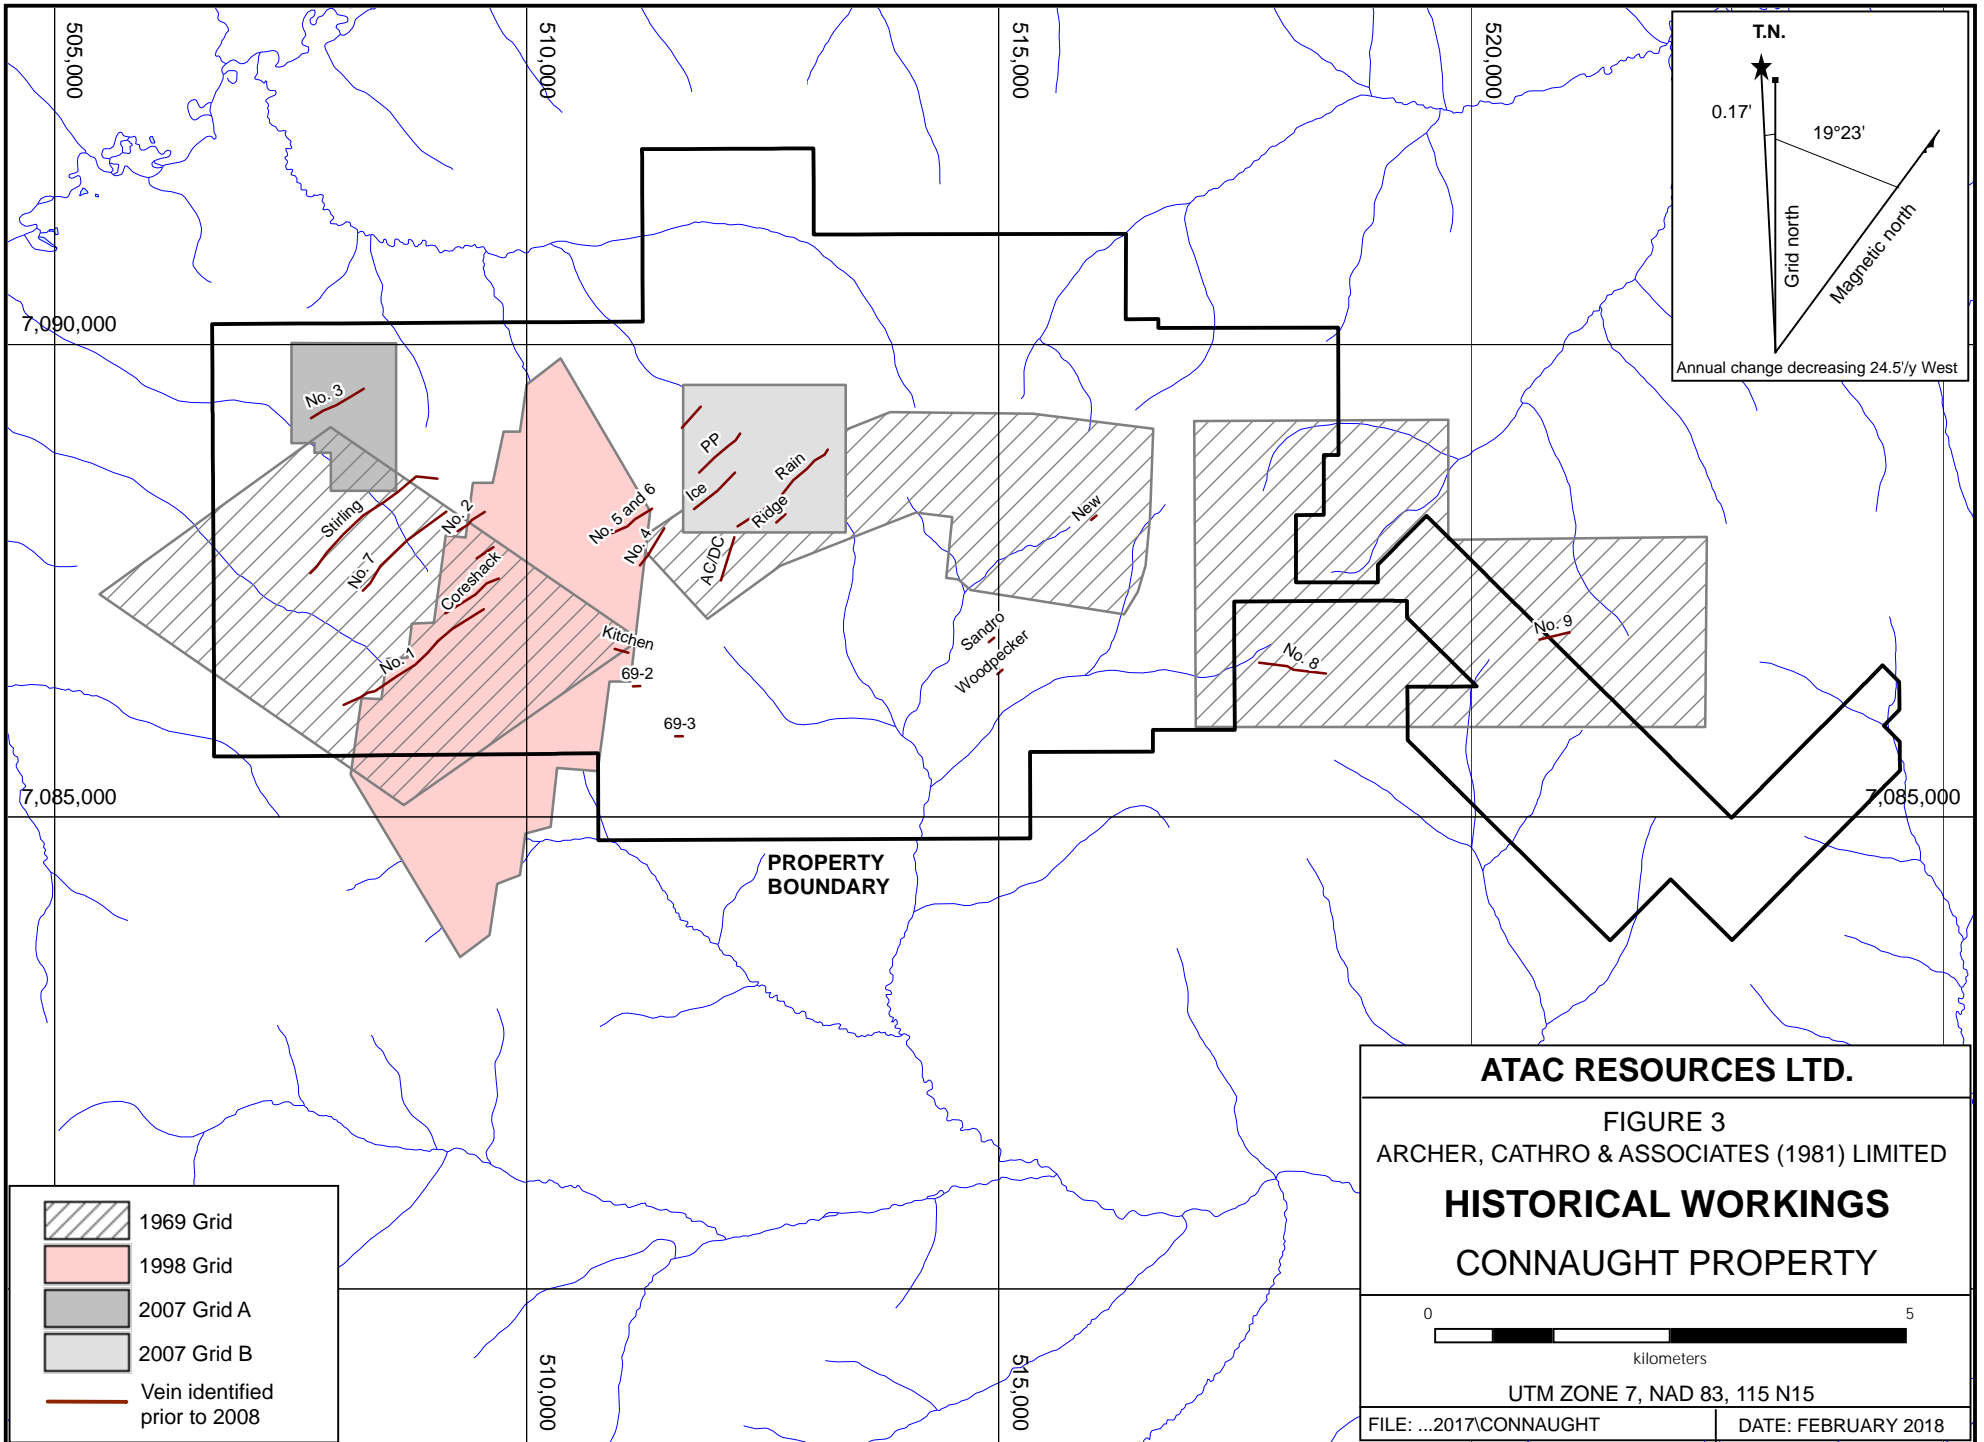 505,000
510,000
515,000
520,000
T.N.
0.17'
19°23'
Grid north
Magnetic north
Annual change decreasing 24.5'/y West
7,090,000
No. 3
PP
Rain
Ice
Ridge
Stirling
No. 2
No. 5 and 6
No. 4
AC/DC
New
No. 7
Coreshack
No. 1
Kitchen
69-2
69-3
Sandro
Woodpecker
No. 8
No. 9
7,085,000
7,085,000
PROPERTY
BOUNDARY
1969 Grid
1998 Grid
2007 Grid A
2007 Grid B
Vein identified
prior to 2008
510,000
515,000
ATAC RESOURCES LTD.
FIGURE 3
ARCHER, CATHRO & ASSOCIATES (1981) LIMITED
HISTORICAL WORKINGS
CONNAUGHT PROPERTY
0 5
kilometers
UTM ZONE 7, NAD 83, 115 N15
FILE: ...2017\CONNAUGHT
DATE: FEBRUARY 2018